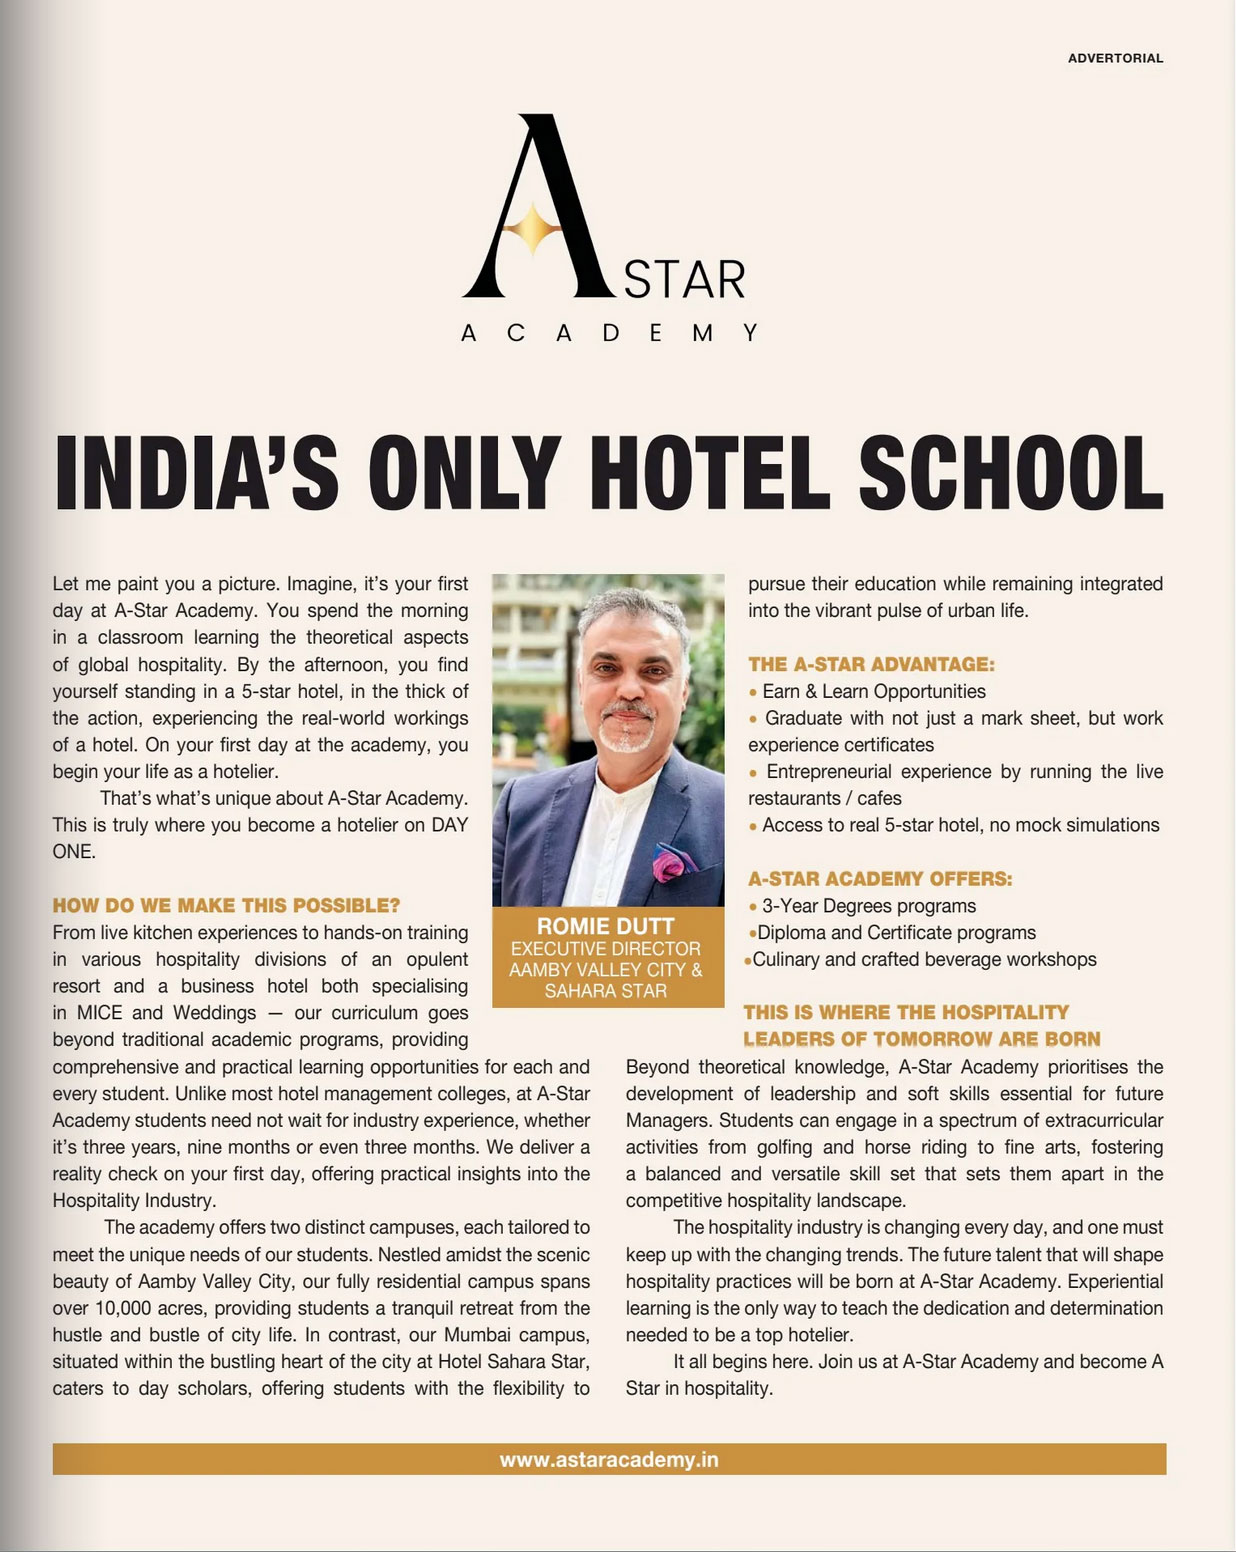 ADVERTORIAL
A STAR
ACADEMY
INDIA'S ONLY HOTEL SCHOOL
Let me paint you a picture. Imagine, it's your first
day at A-Star Academy. You spend the morning
in a classroom learning the theoretical aspects
of global hospitality. By the afternoon, you find
yourself standing in a 5-star hotel, in the thick of
the action, experiencing the real-world workings
of a hotel. On your first day at the academy, you
begin your life as a hotelier.
That's what's unique about A-Star Academy.
This is truly where you become a hotelier on DAY
ONE.
HOW DO WE MAKE THIS POSSIBLE?
From live kitchen experiences to hands-on training
in various hospitality divisions of an opulent
resort and a business hotel both specialising
in MICE and Weddings — our curriculum goes
beyond traditional academic programs, providing
comprehensive and practical learning opportunities for each and
every student. Unlike most hotel management colleges, at A-Star
Academy students need not wait for industry experience, whether
it's three years, nine months or even three months. We deliver a
reality check on your first day, offering practical insights into the
Hospitality Industry.
The academy offers two distinct campuses, each tailored to
meet the unique needs of our students. Nestled amidst the scenic
beauty of Aamby Valley City, our fully residential campus spans
over 10,000 acres, providing students a tranquil retreat from the
hustle and bustle of city life. In contrast, our Mumbai campus,
situated within the bustling heart of the city at Hotel Sahara Star,
caters to day scholars, offering students with the flexibility to
ROMIE DUTT
EXECUTIVE DIRECTOR
AAMBY VALLEY CITY &
SAHARA STAR
pursue their education while remaining integrated
into the vibrant pulse of urban life.
THE A-STAR ADVANTAGE:
• Earn & Learn Opportunities
• Graduate with not just a mark sheet, but work
experience certificates
• Entrepreneurial experience by running the live
restaurants / cafes
• Access to real 5-star hotel, no mock simulations
A-STAR ACADEMY OFFERS:
• 3-Year Degrees programs
•Diploma and Certificate programs
•Culinary and crafted beverage workshops
THIS IS WHERE THE HOSPITALITY
LEADERS OF TOMORROW ARE BORN
Beyond theoretical knowledge, A-Star Academy prioritises the
development of leadership and soft skills essential for future
Managers. Students can engage in a spectrum of extracurricular
activities from golfing and horse riding to fine arts, fostering
a balanced and versatile skill set that sets them apart in the
competitive hospitality landscape.
The hospitality industry is changing every day, and one must
keep up with the changing trends. The future talent that will shape
hospitality practices will be born at A-Star Academy. Experiential
learning is the only way to teach the dedication and determination
needed to be a top hotelier.
It all begins here. Join us at A-Star Academy and become A
Star in hospitality.
www.astaracademy.in